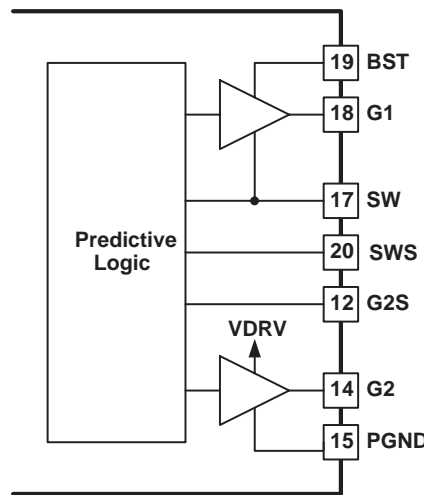 19 BST
18 G1
17 SW
Predictive
Logic
20 SWS
12 G2S
VDRV
14 G2
15 PGND